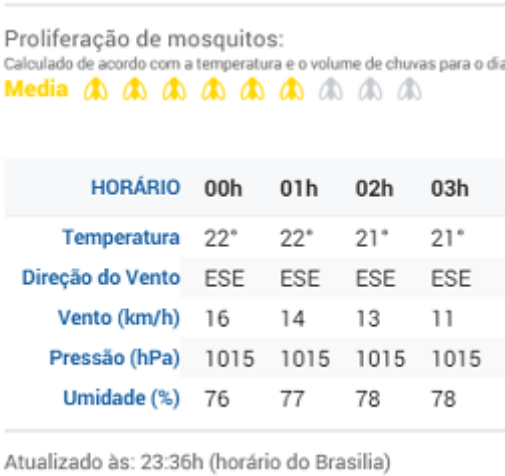 Proliferação de mosquitos:
Calculado de acordo com a temperatura e o volume de chuvas para o dia
Media
HORÁRIO 00h 01h 02h 03h
Temperatura 22° 22° 21° 21°
Direção do Vento ESE ESE ESE ESE
Vento (km/h) 16 14 13 11
Pressão (hPa) 1015 1015 1015 1015
Umidade (%) 76 77 78 78
Atualizado às: 23:36h (horário do Brasilia)